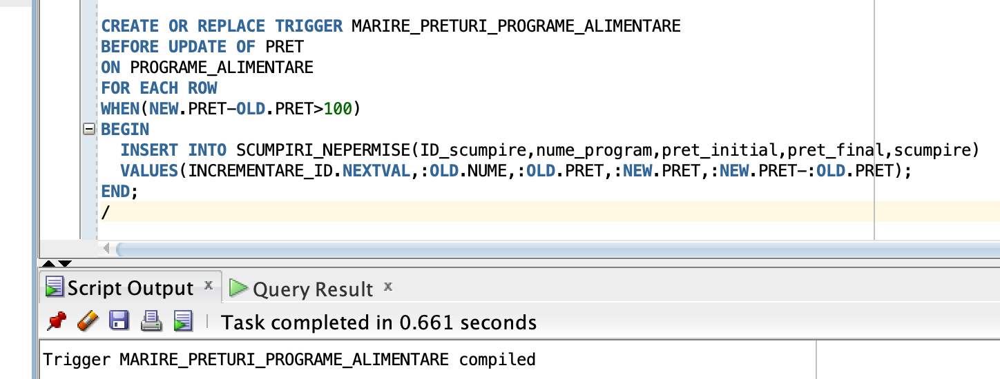 CREATE OR REPLACE TRIGGER MARIRE_PRETURI_PROGRAME_ALIMENTARE
BEFORE UPDATE OF PRET
ON PROGRAME_ALIMENTARE
FOR EACH ROW
WHEN(NEW.PRET-OLD.PRET>100)
BEGIN
  INSERT INTO SCUMPIRI_NEPERMISE(ID_scumpire,nume_program,pret_initial,pret_final,scumpire)
  VALUES(INCREMENTARE_ID.NEXTVAL,:OLD.NUME,:OLD.PRET,:NEW.PRET,:NEW.PRET-:OLD.PRET);
END;
/
Script Output x Query Result x
Task completed in 0.661 seconds
Trigger MARIRE_PRETURI_PROGRAME_ALIMENTARE compiled